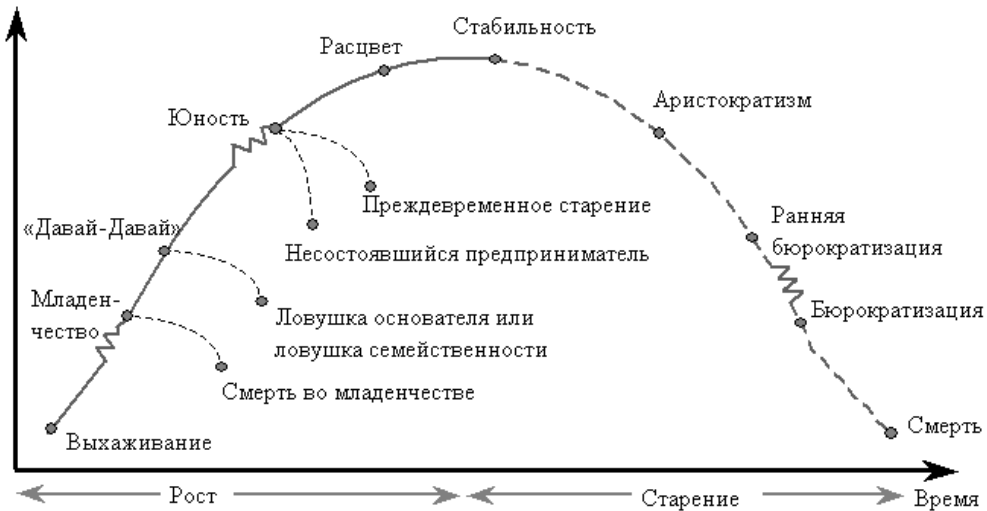 Стабильность
Расцвет
Аристократизм
Юность
Преждевременное старение
Ранняя
бюрократизация
«Давай-Давай»
Несостоявшийся предприниматель
Младен-
чество
Ловушка основателя или
ловушка семейственности
Бюрократизация
Смерть во младенчестве
Выхаживание
Смерть
Рост
Старение
Время